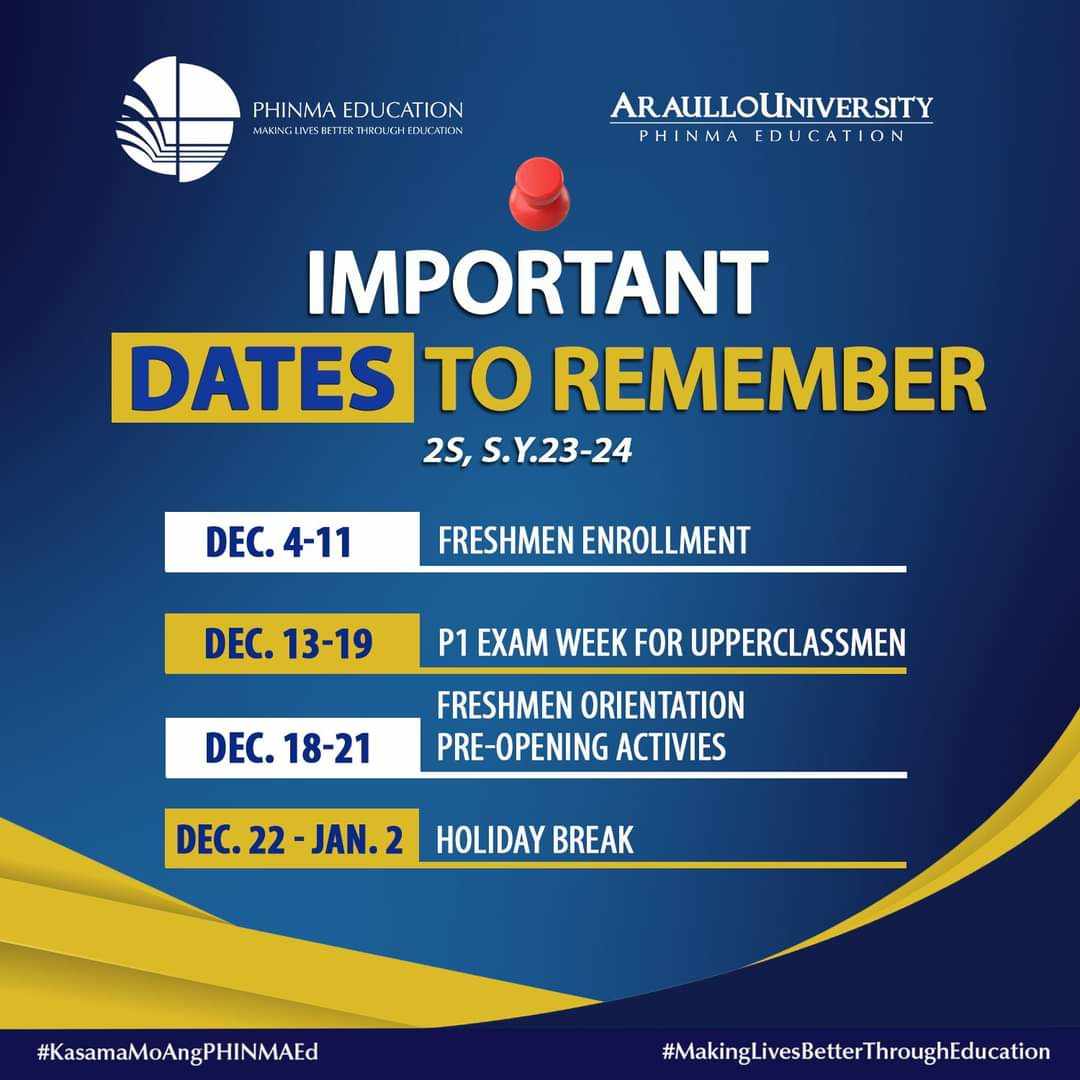 PHINMA EDUCATION
MAKING LIVES BETTER THROUGH EDUCATION
ARAULLOUNIVERSITY
PHINMA EDUCATION
IMPORTANT
DATES TO REMEMBER
2S, S.Y.23-24
DEC. 4-11 FRESHMEN ENROLLMENT
DEC. 13-19 P1 EXAM WEEK FOR UPPERCLASSMEN
FRESHMEN ORIENTATION
DEC. 18-21 PRE-OPENING ACTIVIES
DEC. 22 - JAN. 2 HOLIDAY BREAK
#KasamaMoAngPHINMAEd
#MakingLivesBetterThroughEducation